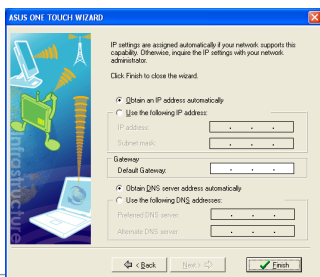 ASUS ONE TOUCH WIZARD
IP settings are assigned automatically if your network supports this
capability. Otherwise, inquire the IP settings with your network
administrator.
Click Finish to close the wizard.
Obtain an IP address automatically
Use the following IP address:
IP address:
Subnet mask:
Gateway
Default Gateway:
Obtain DNS server address automatically
Use the following DNS addresses:
Preferred DNS server:
Alternate DNS server:
< Back
Next >
Finish
Infrastructure